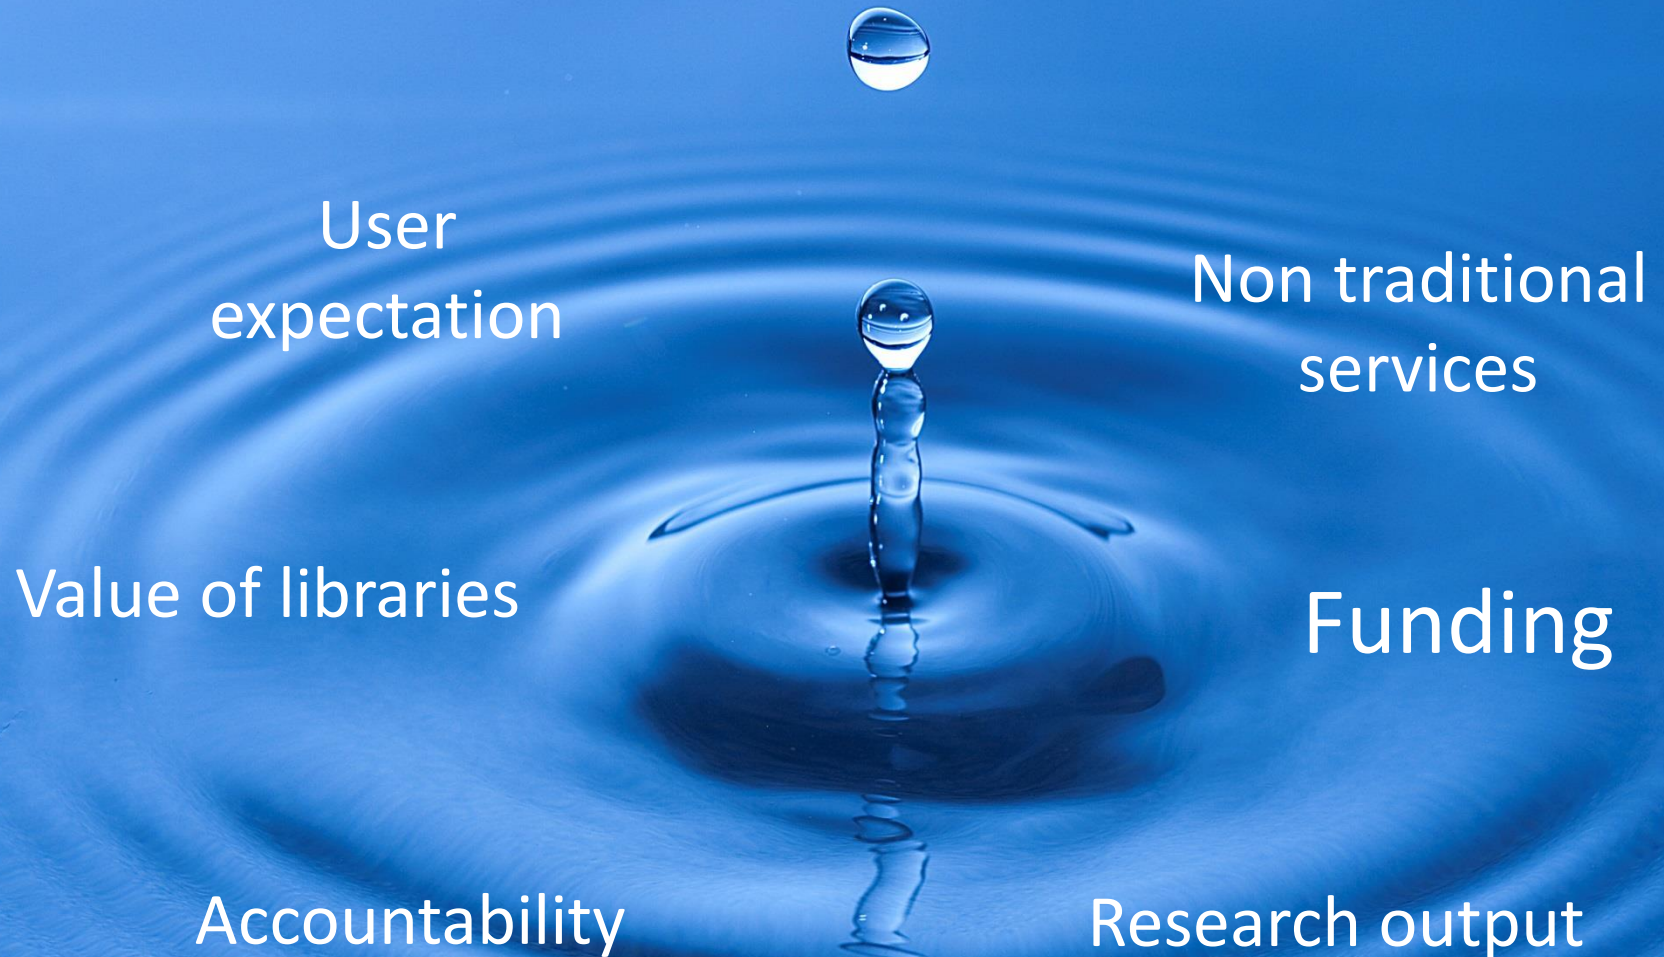 User
expectation
Non traditional
services
Value of libraries
Funding
Accountability
Research output